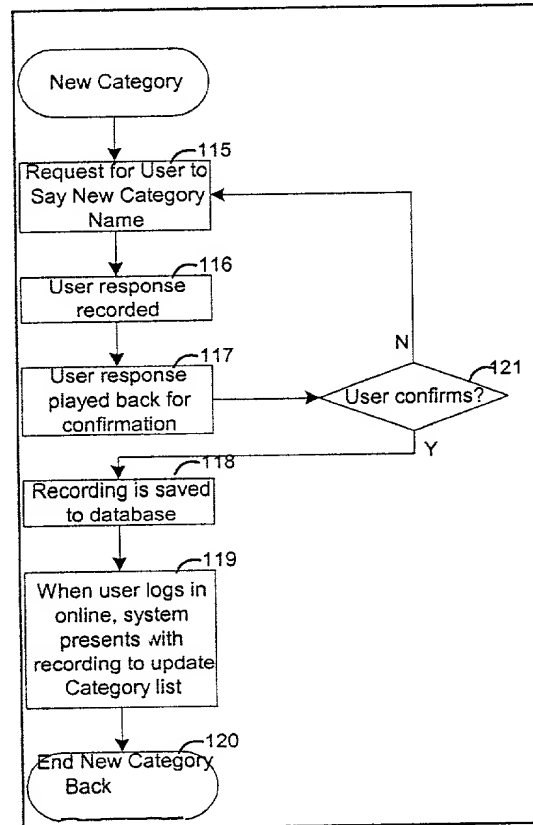 New Category
115
Request for User to
Say New Category
Name
116
User response
recorded
117
User response
played back for
confirmation
N
121
User confirms?
Y
118
Recording is saved
to database
119
When user logs in
online, system
presents with
recording to update
Category list
120
End New Category
Back